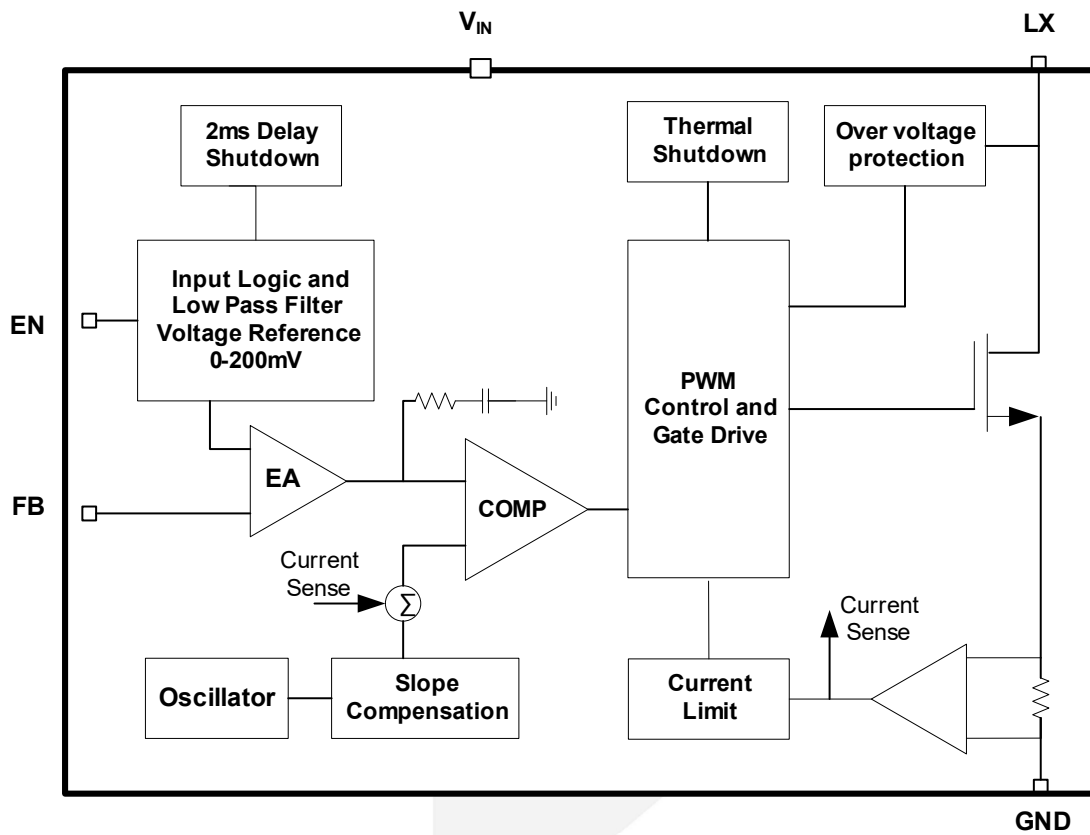 V_IN
LX
2ms Delay
Shutdown
Thermal
Shutdown
Over voltage
protection
Input Logic and
Low Pass Filter
Voltage Reference
0-200mV
EN
PWM
Control and
Gate Drive
EA
FB
COMP
Current
Sense
Σ
Current
Sense
Oscillator
Slope
Compensation
Current
Limit
GND